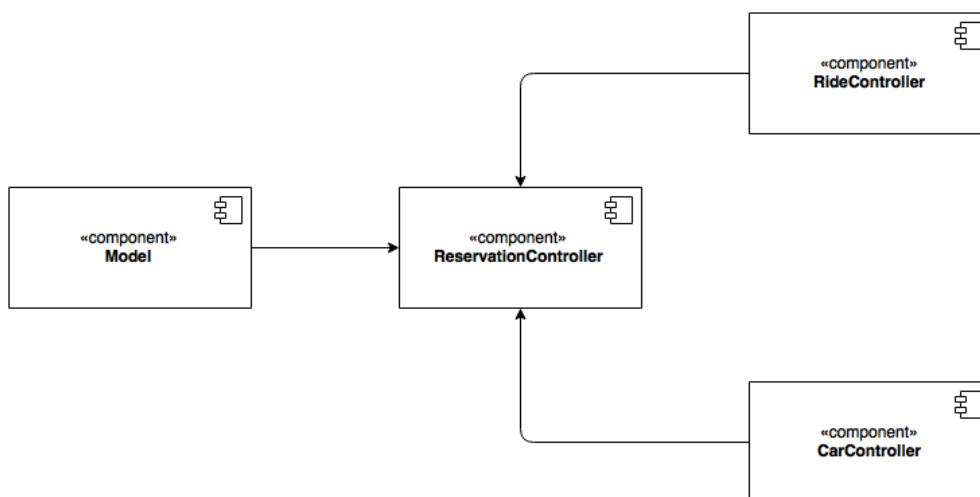 «component»
RideController
«component»
Model
«component»
ReservationController
«component»
CarController